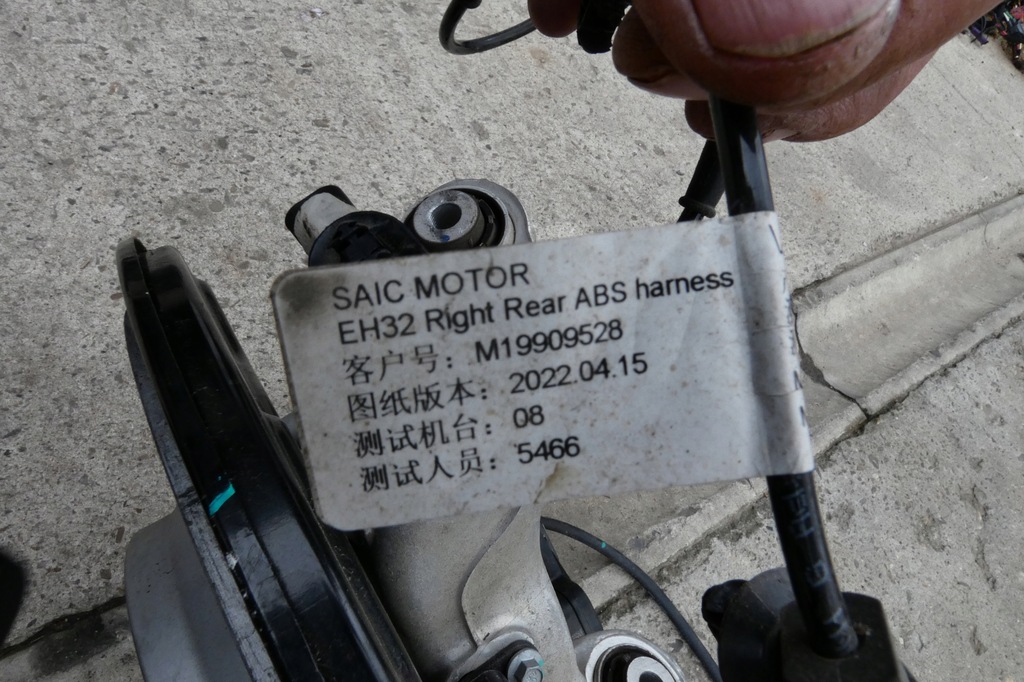 SAIC MOTOR
EH32 Right Rear ABS harness
客户号：M19909528
图纸版本：2022.04.15
测试机台：08
测试人员：5466